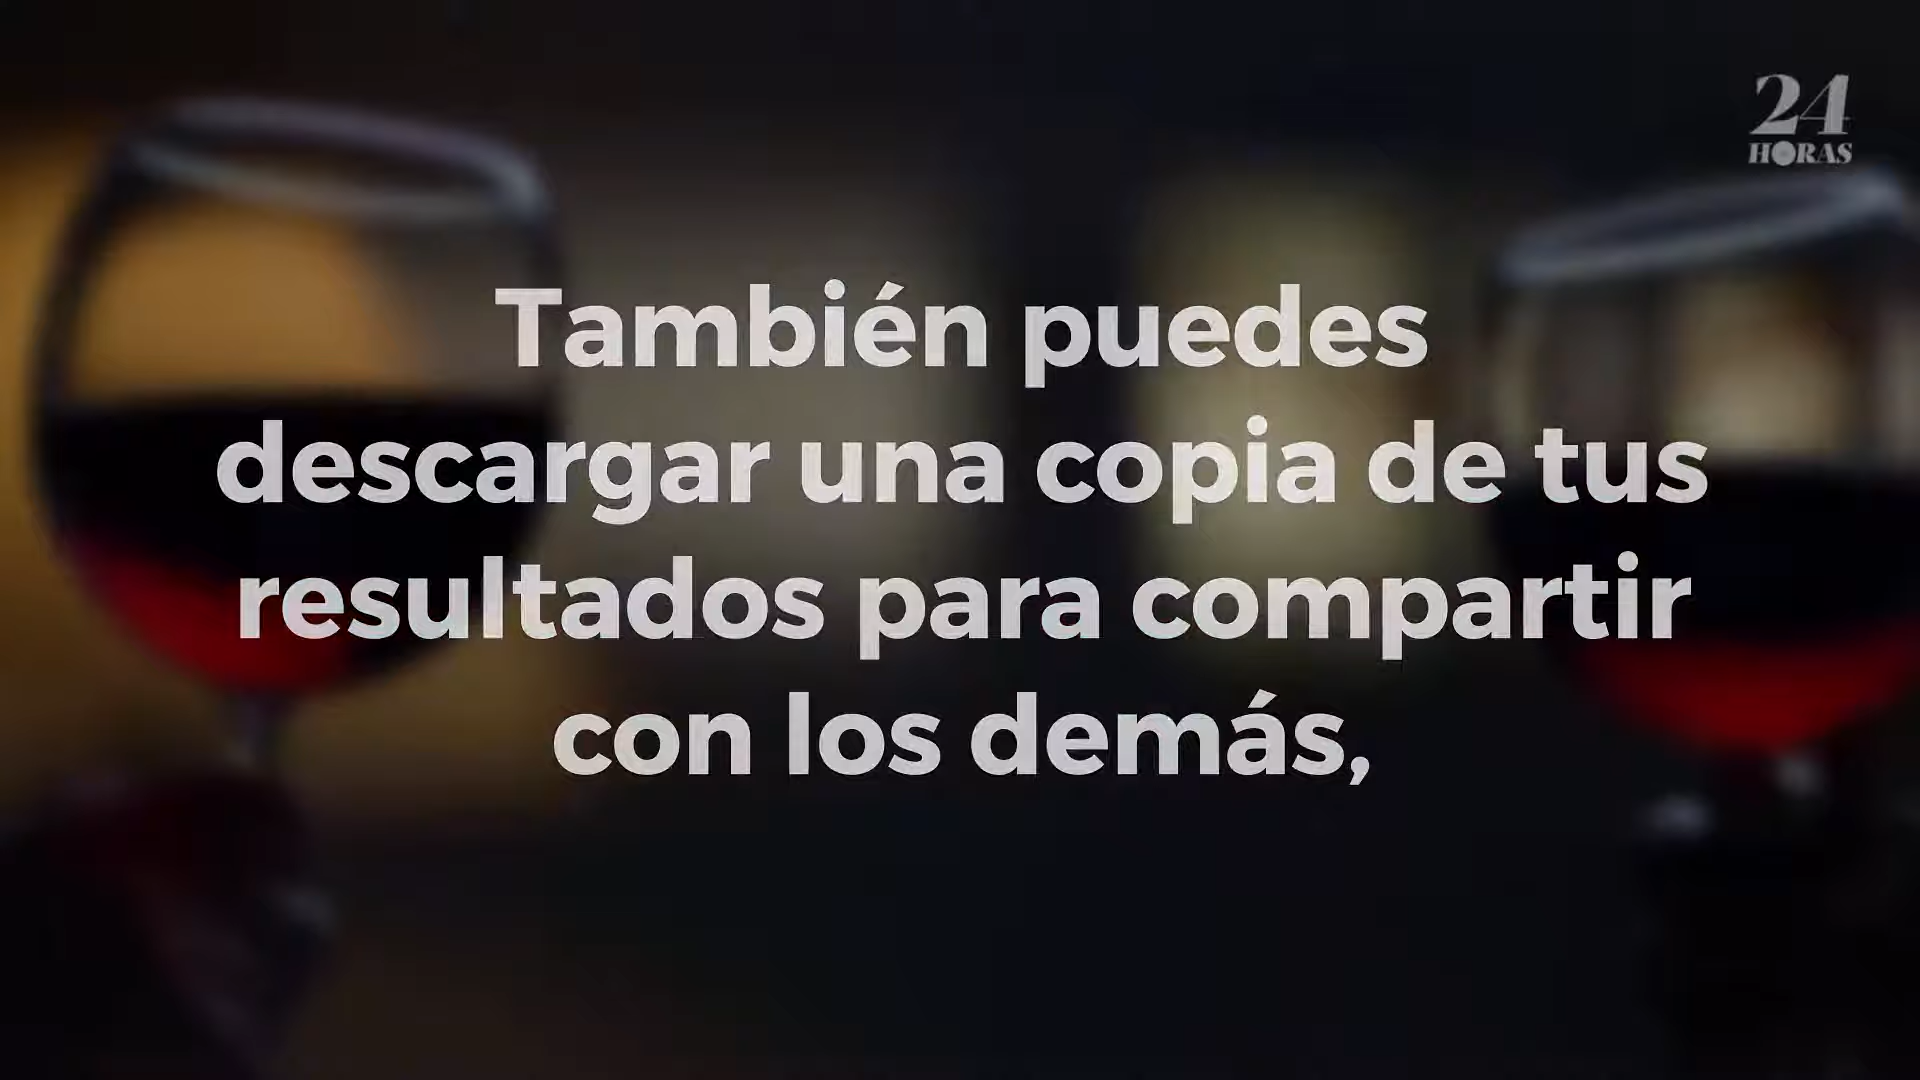 24
HORAS
También puedes
descargar una copia de tus
resultados para compartir
con los demás,